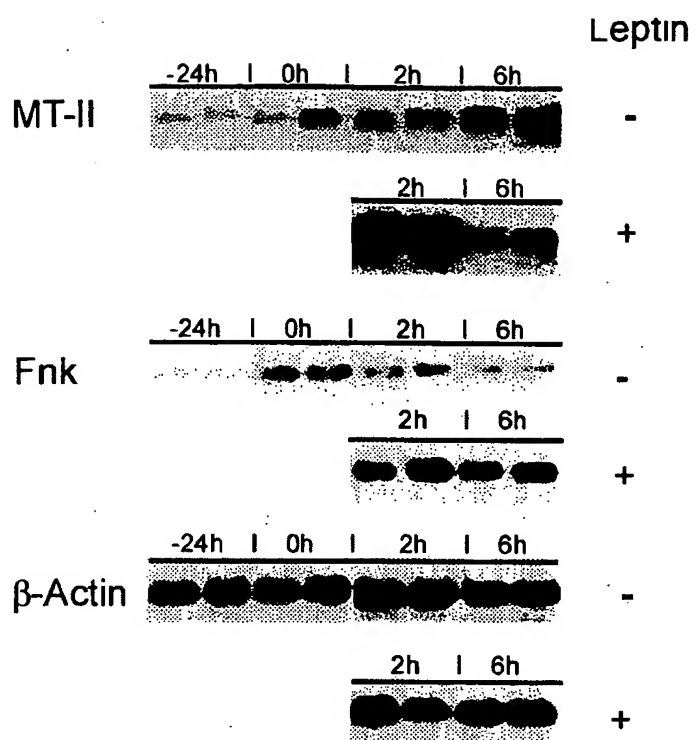 Leptin
-24h | 0h | 2h | 6h
MT-II -
2h | 6h
+
-24h | 0h | 2h | 6h
Fnk -
2h | 6h
+
-24h | 0h | 2h | 6h
β-Actin -
2h | 6h
+